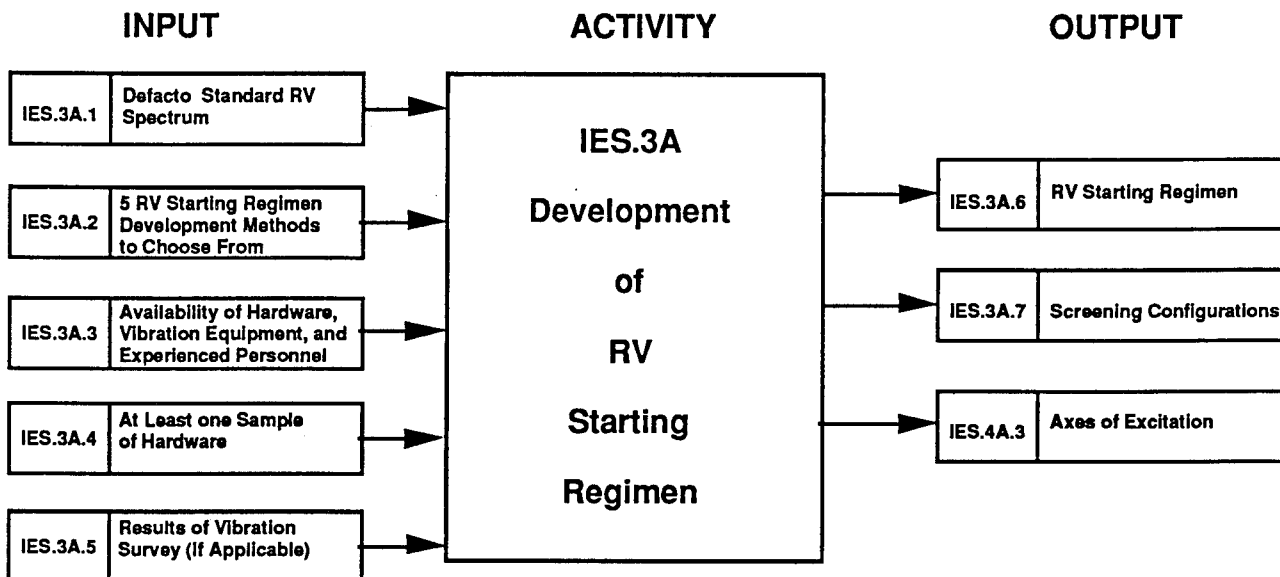 INPUT
ACTIVITY
OUTPUT
IES.3A.1
Defacto Standard RV
Spectrum
IES.3A.2
5 RV Starting Regimen
Development Methods
to Choose From
IES.3A.3
Availability of Hardware,
Vibration Equipment, and
Experienced Personnel
IES.3A.4
At Least one Sample
of Hardware
IES.3A.5
Results of Vibration
Survey (If Applicable)
IES.3A
Development
of
RV
Starting
Regimen
IES.3A.6
RV Starting Regimen
IES.3A.7
Screening Configurations
IES.4A.3
Axes of Excitation